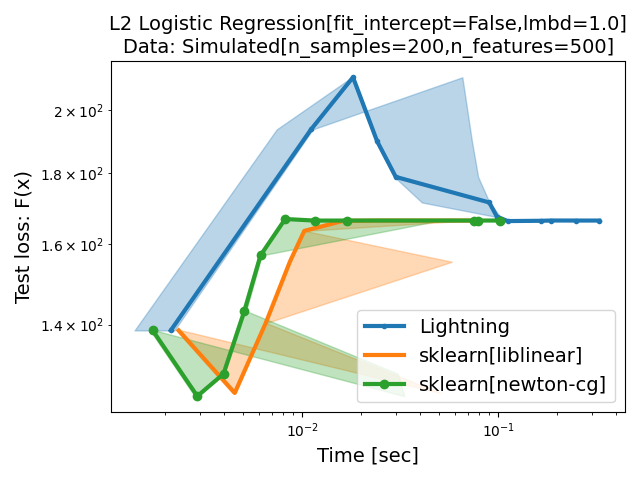 L2 Logistic Regression[fit_intercept=False,lmbd=1.0]
Data: Simulated[n_samples=200,n_features=500]
Test loss: F(x)
2 × 10²
1.8 × 10²
1.6 × 10²
1.4 × 10²
Lightning
sklearn[liblinear]
sklearn[newton-cg]
10⁻² 10⁻¹
Time [sec]